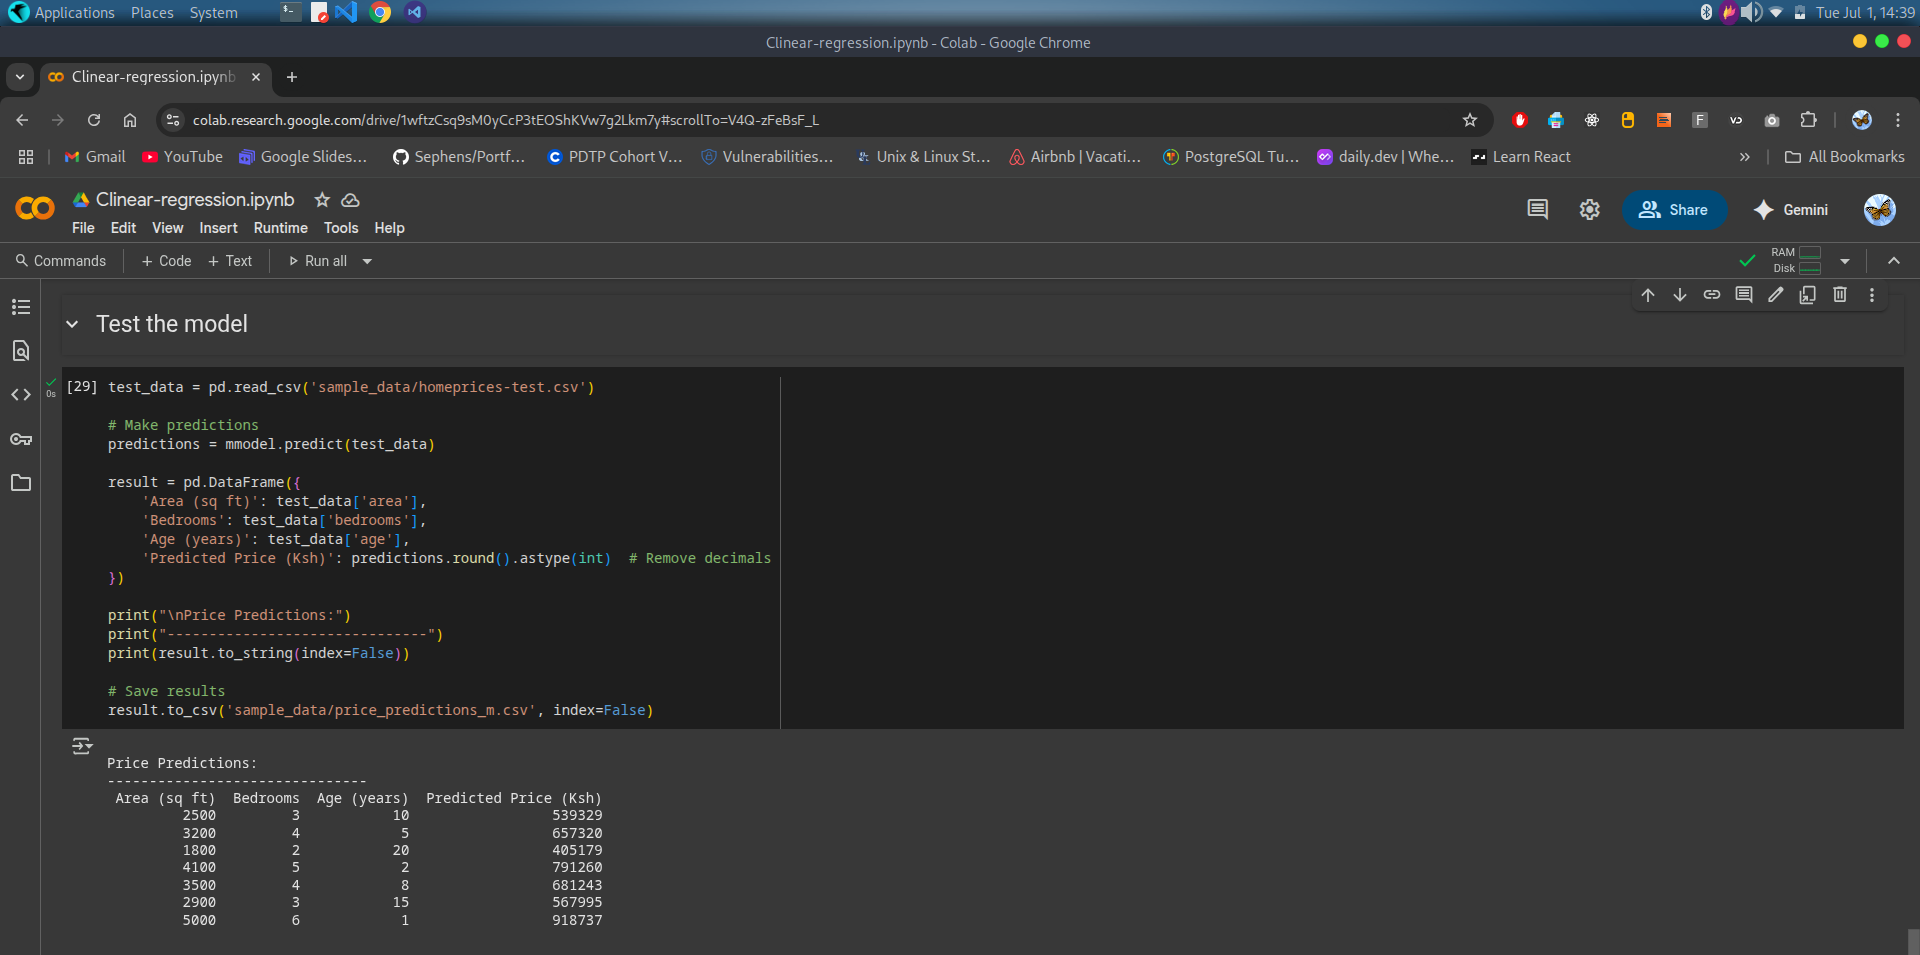 Applications Places System Tue Jul 1, 14:39
Clinear-regression.ipynb - Colab - Google Chrome
Clinear-regression.ipynb
colab.research.google.com/drive/1wftzCsq9sM0yCcP3tEOShKVw7g2Lkm7y#scrollTo=V4Q-zFeBsF_L
Gmail YouTube Google Slides... Sephens/Portf... PDTP Cohort V... Vulnerabilities... Unix & Linux St... Airbnb | Vacati... PostgreSQL Tu... daily.dev | Whe... Learn React » All Bookmarks
Clinear-regression.ipynb
File Edit View Insert Runtime Tools Help Share Gemini
Commands + Code + Text Run all RAM
Disk
Test the model
[29] test_data = pd.read_csv('sample_data/homeprices-test.csv')
0s
# Make predictions
predictions = mmodel.predict(test_data)
result = pd.DataFrame({
'Area (sq ft)': test_data['area'],
'Bedrooms': test_data['bedrooms'],
'Age (years)': test_data['age'],
'Predicted Price (Ksh)': predictions.round().astype(int)  # Remove decimals
})
print("\nPrice Predictions:")
print("-------------------------------")
print(result.to_string(index=False))
# Save results
result.to_csv('sample_data/price_predictions_m.csv', index=False)
Price Predictions:
-------------------------------
Area (sq ft)  Bedrooms  Age (years)  Predicted Price (Ksh)
2500 3 10 539329
3200 4 5 657320
1800 2 20 405179
4100 5 2 791260
3500 4 8 681243
2900 3 15 567995
5000 6 1 918737